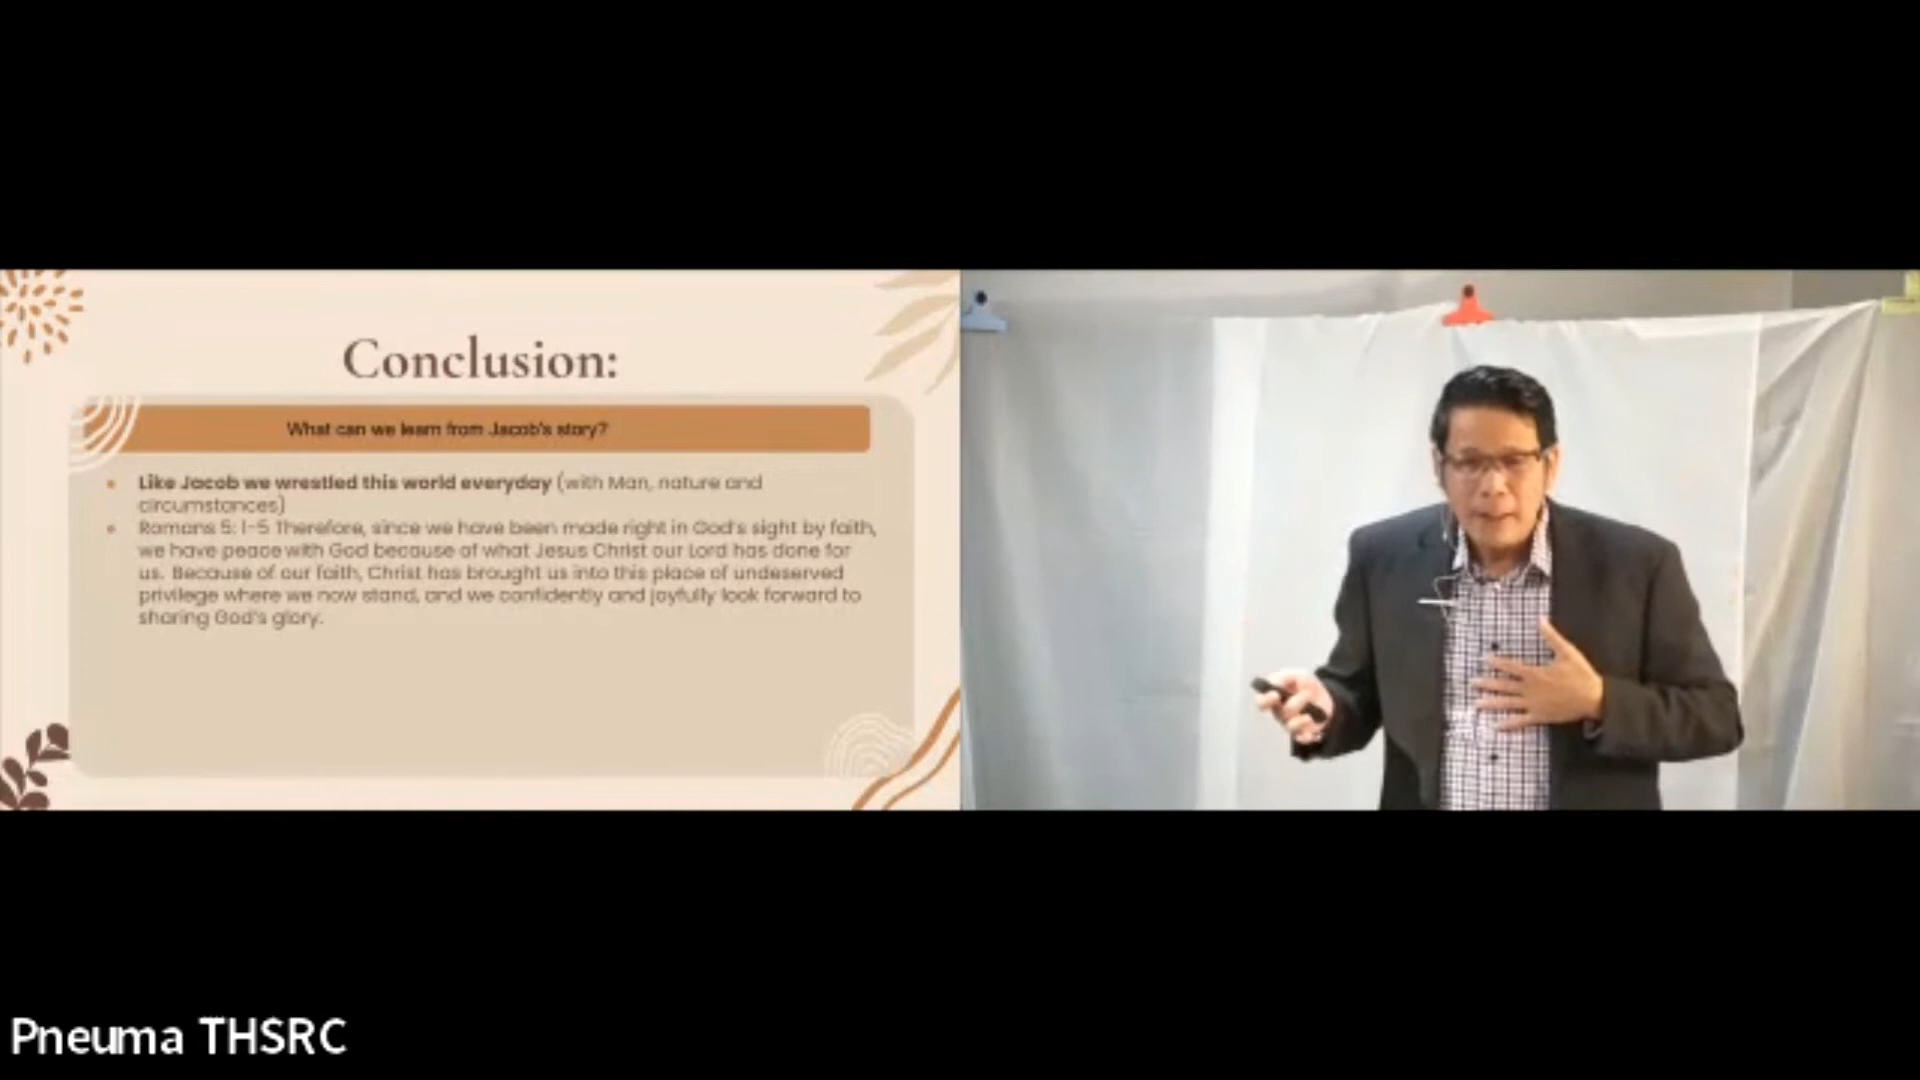 Conclusion:
What can we learn from Jacob's story?
Like Jacob we wrestled this world everyday (with Man, nature and
circumstances)
Romans 5: 1-5 Therefore, since we have been made right in God's sight by faith,
we have peace with God because of what Jesus Christ our Lord has done for
us. Because of our faith, Christ has brought us into this place of undeserved
privilege where we now stand, and we confidently and joyfully look forward to
sharing God's glory.
Pneuma THSRC